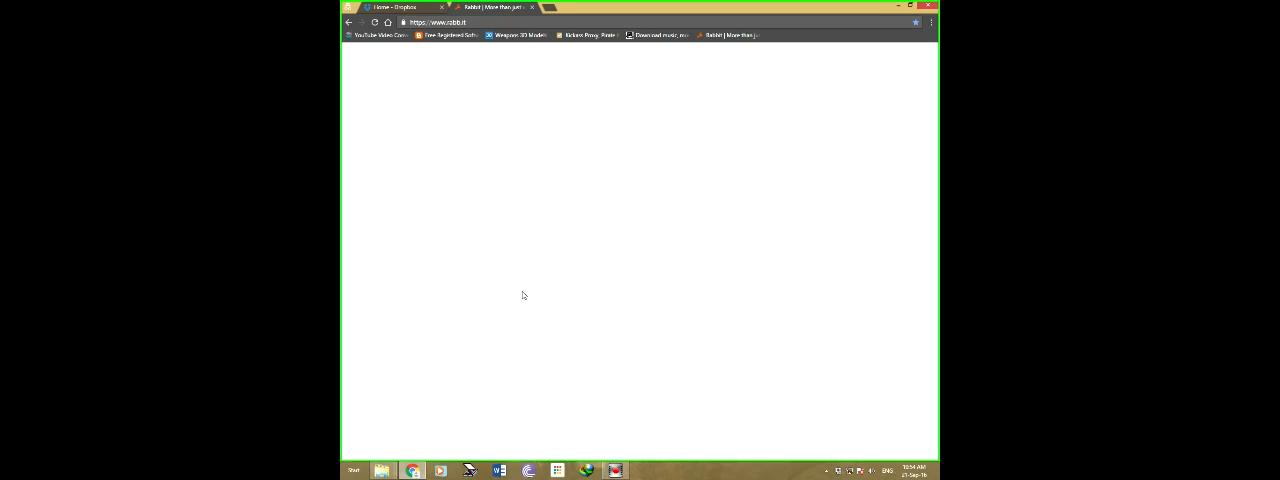 Home - Dropbox
Rabbit | More than just
https://www.rabb.it
YouTube Video Conv
Free Registered Softw
Weapons 3D Models
Kickass Proxy, Pirate
Download music, mo
Rabbit | More than jus
Start
ENG
10:54 AM
21-Sep-16